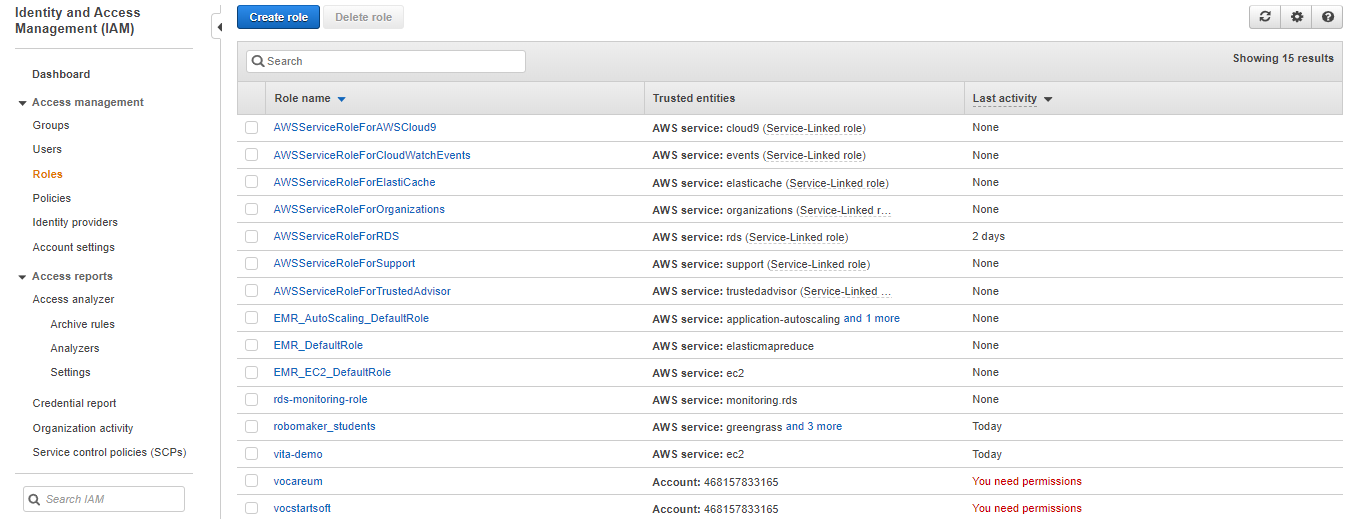 Identity and Access
Management (IAM)
Dashboard
Access management
Groups
Users
Roles
Policies
Identity providers
Account settings
Access reports
Access analyzer
Archive rules
Analyzers
Settings
Credential report
Organization activity
Service control policies (SCPs)
Search IAM
Create role Delete role
Search Showing 15 results
Role name Trusted entities Last activity
AWSServiceRoleForAWSCloud9 AWS service: cloud9 (Service-Linked role) None
AWSServiceRoleForCloudWatchEvents AWS service: events (Service-Linked role) None
AWSServiceRoleForElastiCache AWS service: elasticache (Service-Linked role) None
AWSServiceRoleForOrganizations AWS service: organizations (Service-Linked r… None
AWSServiceRoleForRDS AWS service: rds (Service-Linked role) 2 days
AWSServiceRoleForSupport AWS service: support (Service-Linked role) None
AWSServiceRoleForTrustedAdvisor AWS service: trustedadvisor (Service-Linked … None
EMR_AutoScaling_DefaultRole AWS service: application-autoscaling and 1 more None
EMR_DefaultRole AWS service: elasticmapreduce None
EMR_EC2_DefaultRole AWS service: ec2 None
rds-monitoring-role AWS service: monitoring.rds None
robomaker_students AWS service: greengrass and 3 more Today
vita-demo AWS service: ec2 Today
vocareum Account: 468157833165 You need permissions
vocstartsoft Account: 468157833165 You need permissions